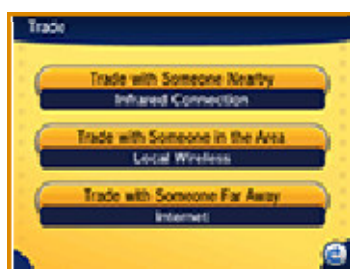 Trade
Trade with Someone Nearby
Infrared Connection
Trade with Someone in the Area
Local Wireless
Trade with Someone Far Away
Internet